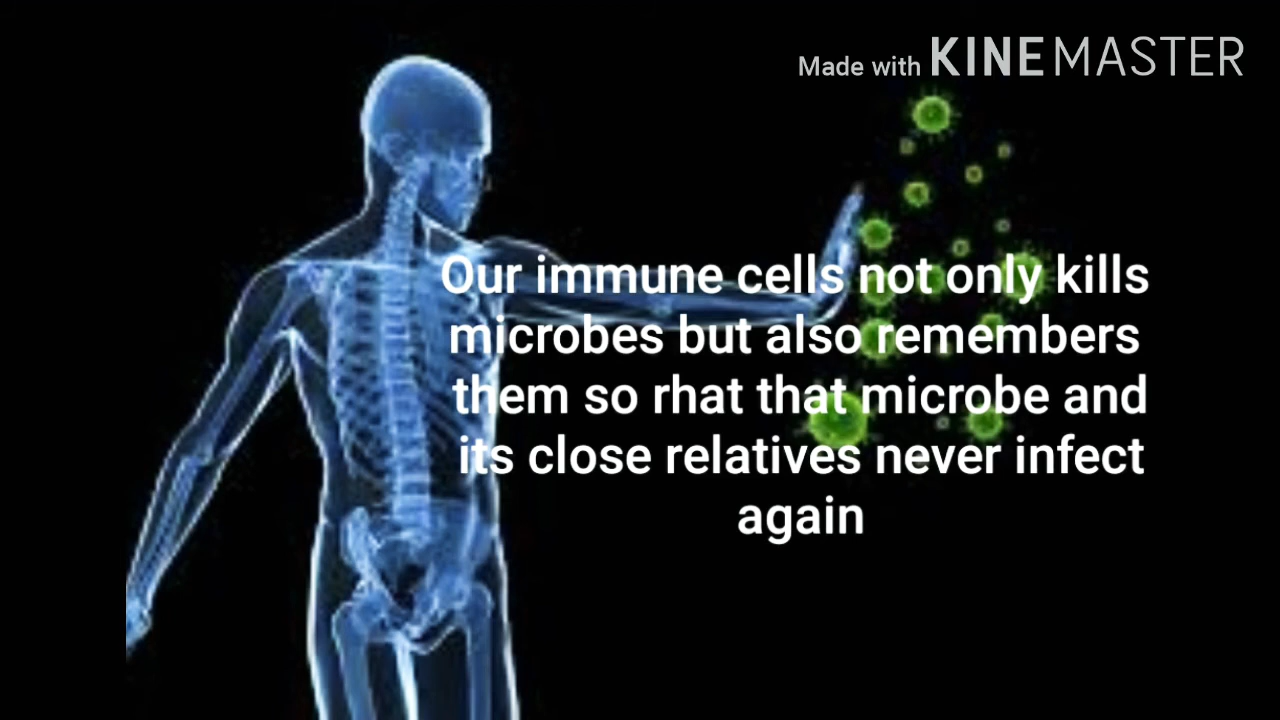 Made with KINEMASTER
Our immune cells not only kills
microbes but also remembers
them so rhat that microbe and
its close relatives never infect
again